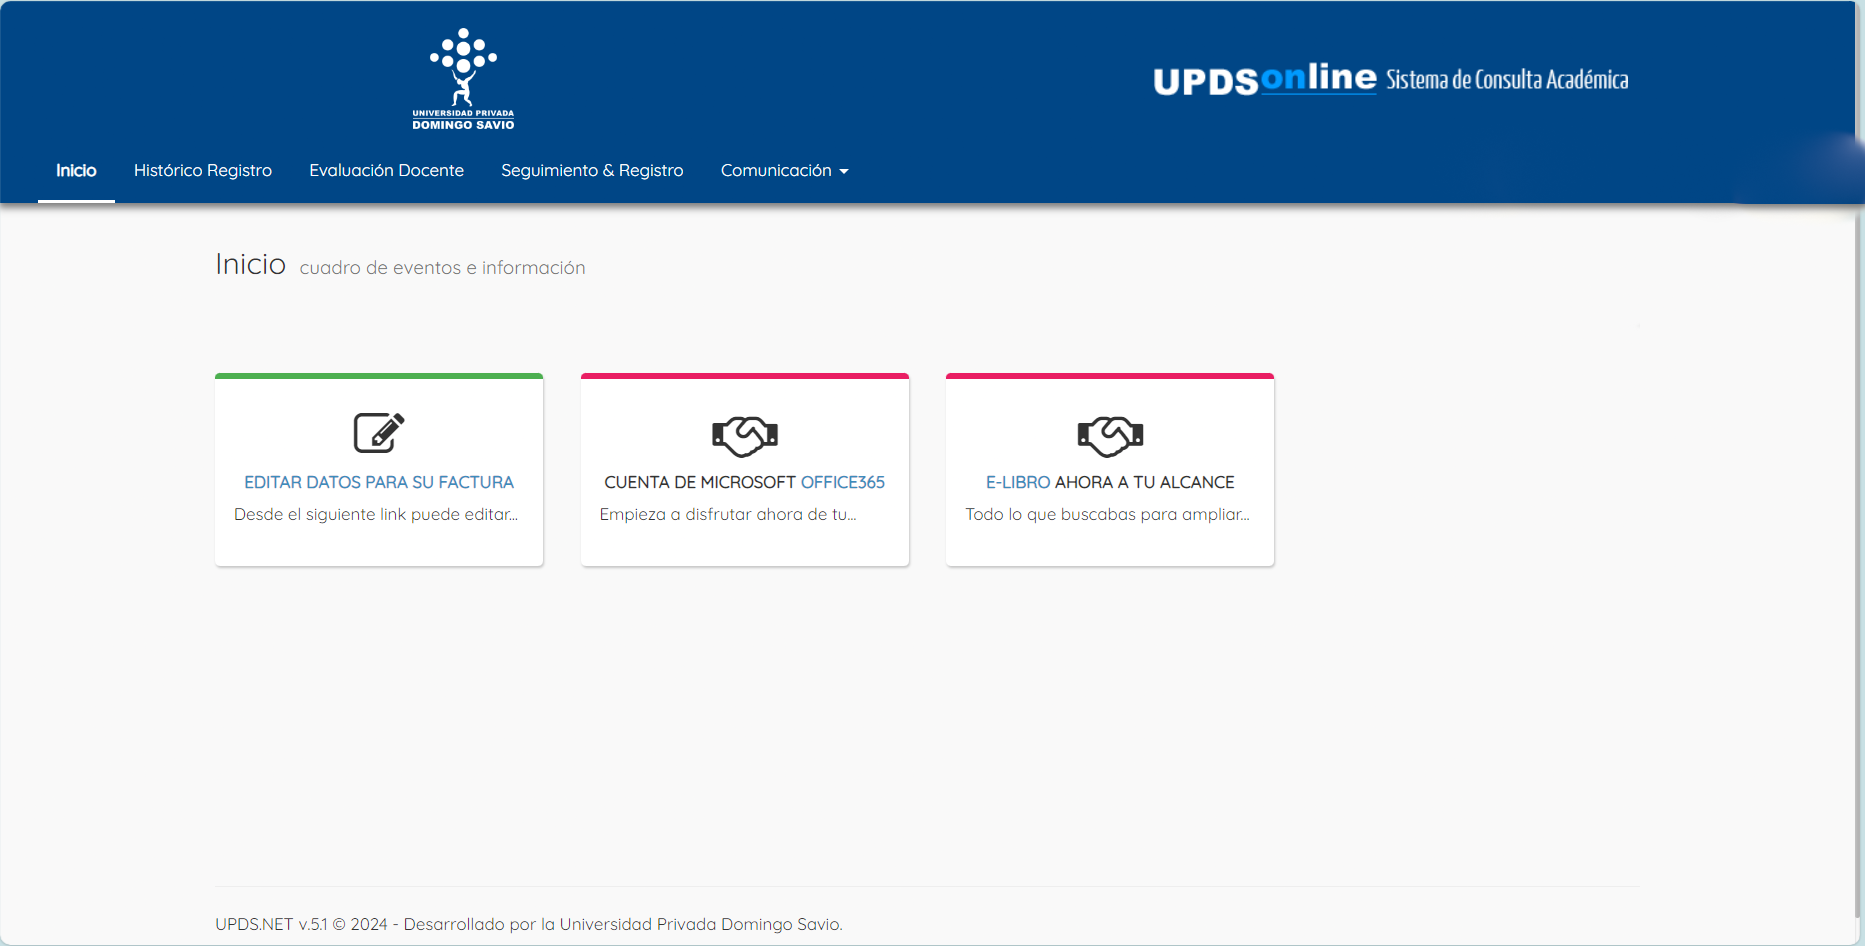 UNIVERSIDAD PRIVADA
DOMINGO SAVIO
UPDSonline Sistema de Consulta Académica
Inicio Histórico Registro Evaluación Docente Seguimiento & Registro Comunicación
Inicio cuadro de eventos e información
EDITAR DATOS PARA SU FACTURA
Desde el siguiente link puede editar...
CUENTA DE MICROSOFT OFFICE365
Empieza a disfrutar ahora de tu...
E-LIBRO AHORA A TU ALCANCE
Todo lo que buscabas para ampliar...
UPDS.NET v.5.1 © 2024 - Desarrollado por la Universidad Privada Domingo Savio.